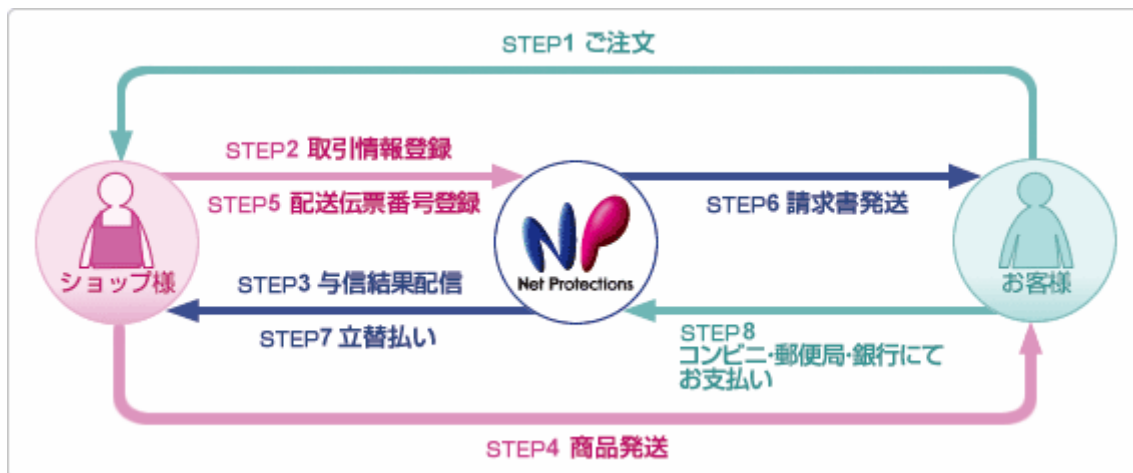 STEP1 ご注文
STEP2 取引情報登録
STEP5 配送伝票番号登録
STEP6 請求書発送
ショップ様
NP
Net Protections
お客様
STEP3 与信結果配信
STEP7 立替払い
STEP8
コンビニ・郵便局・銀行にて
お支払い
STEP4 商品発送